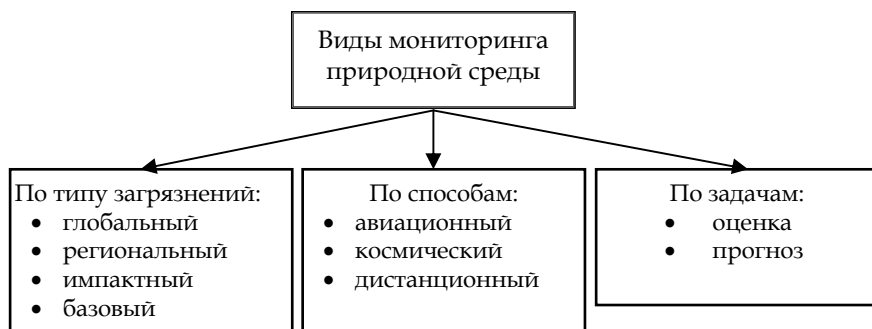 Виды мониторинга
природной среды
По типу загрязнений:
• глобальный
• региональный
• импактный
• базовый
По способам:
• авиационный
• космический
• дистанционный
По задачам:
• оценка
• прогноз